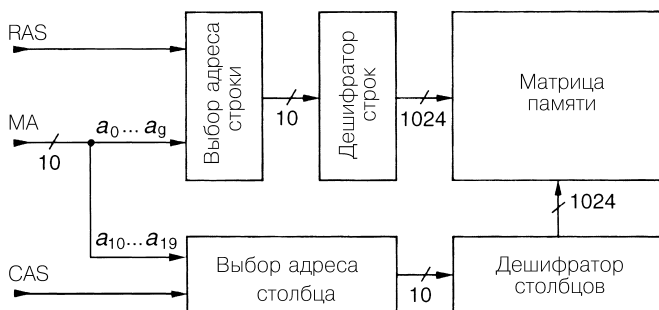 RAS
MA
10
a0... a9
Выбор адреса
строки
10
Дешифратор
строк
1024
Матрица
памяти
1024
a10... a19
CAS
Выбор адреса
столбца
10
Дешифратор
столбцов